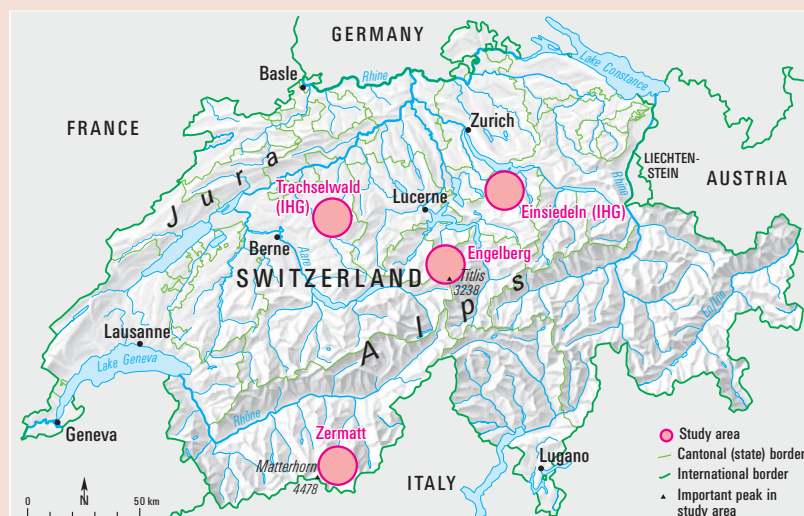 GERMANY
Lake Constance
Basle
Rhine
FRANCE
Zurich
LIECHTEN-
STEIN
AUSTRIA
Rhine
Jura
Trachselwald
(IHG)
Lucerne
Einsiedeln (IHG)
Berne
Aare
Engelberg
SWITZERLAND
Titlis
3238
Alps
Lausanne
Lake Geneva
Rhône
Geneva
Zermatt
Matterhorn
4478
ITALY
Lugano
Study area
Cantonal (state) border
International border
Important peak in
study area
N
0 50 km